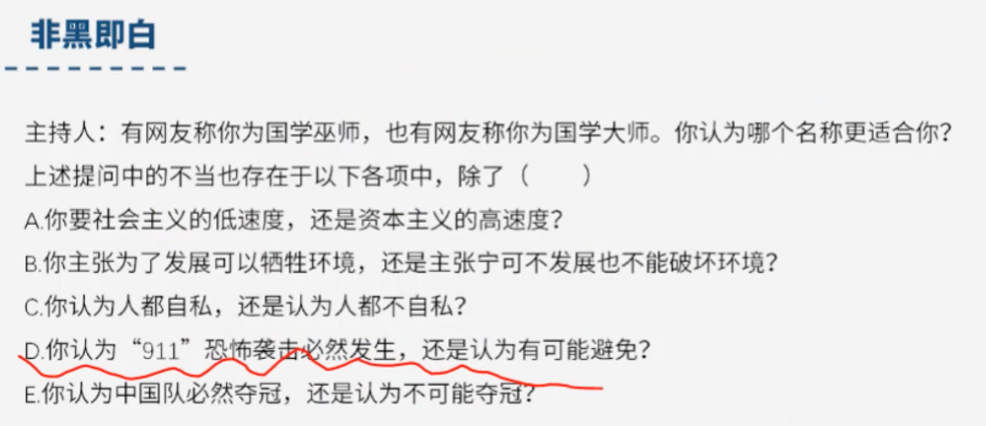 非黑即白
主持人：有网友称你为国学巫师，也有网友称你为国学大师。你认为哪个名称更适合你？
上述提问中的不当也存在于以下各项中，除了（　　）
A.你要社会主义的低速度，还是资本主义的高速度？
B.你主张为了发展可以牺牲环境，还是主张宁可不发展也不能破坏环境？
C.你认为人都自私，还是认为人都不自私？
D.你认为“911”恐怖袭击必然发生，还是认为有可能避免？
E.你认为中国队必然夺冠，还是认为不可能夺冠？